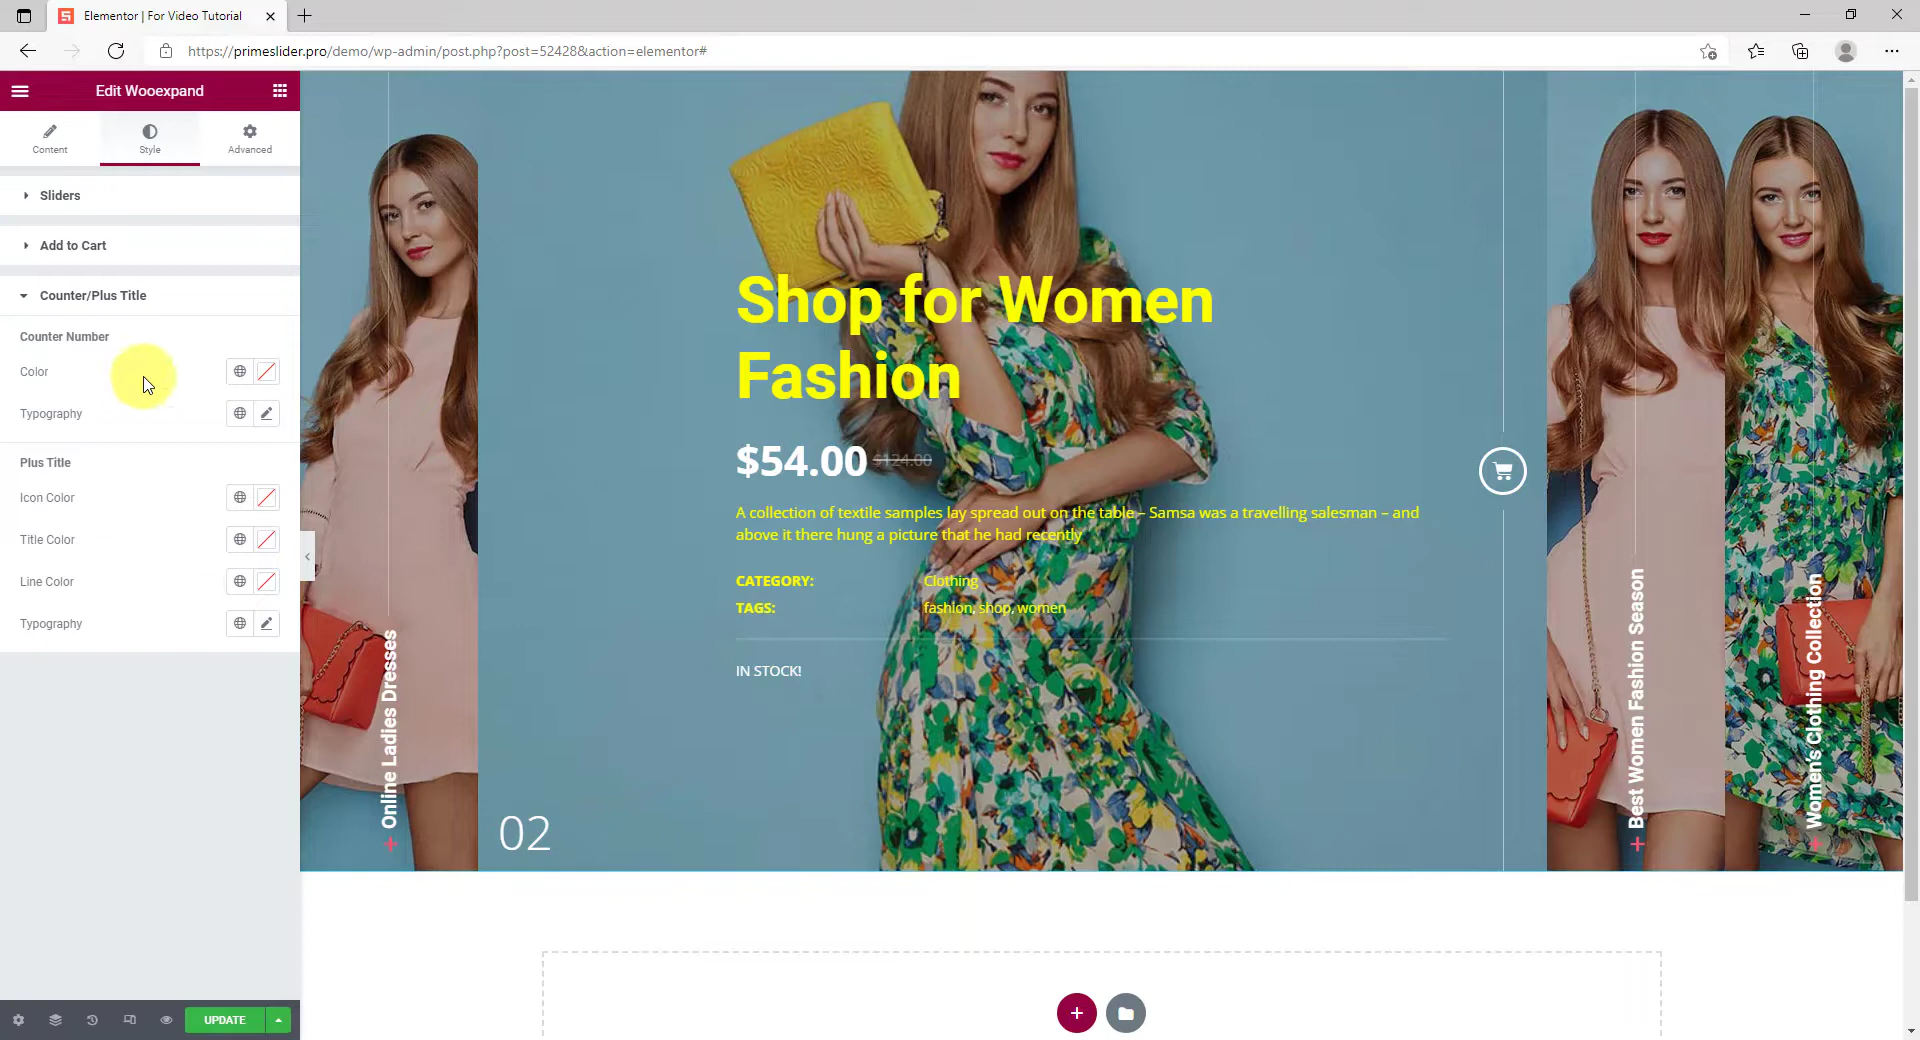 Elementor | For Video Tutorial
https://primeslider.pro/demo/wp-admin/post.php?post=52428&action=elementor#
Edit Wooexpand
Content
Style
Advanced
Sliders
Add to Cart
Counter/Plus Title
Counter Number
Color
Typography
Plus Title
Icon Color
Title Color
Line Color
Typography
UPDATE
Online Ladies Dresses
Shop for Women
Fashion
$54.00 $124.00
A collection of textile samples lay spread out on the table – Samsa was a travelling salesman – and
above it there hung a picture that he had recently
CATEGORY: Clothing
TAGS: fashion, shop, women
IN STOCK!
02
Best Women Fashion Season
Women's Clothing Collection